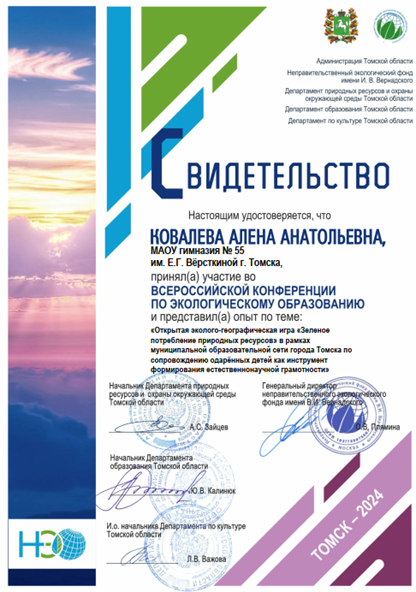 Администрация Томской области
Неправительственный экологический фонд
имени И. В. Вернадского
Департамент природных ресурсов и охраны
окружающей среды Томской области
Департамент образования Томской области
Департамент по культуре Томской области
СВИДЕТЕЛЬСТВО
Настоящим удостоверяется, что
КОВАЛЕВА АЛЕНА АНАТОЛЬЕВНА,
МАОУ гимназия № 55
им. Е.Г. Вёрсткиной г. Томска,
принял(а) участие во
ВСЕРОССИЙСКОЙ КОНФЕРЕНЦИИ
ПО ЭКОЛОГИЧЕСКОМУ ОБРАЗОВАНИЮ
и представил(а) опыт по теме:
«Открытая эколого-географическая игра «Зеленое
потребление природных ресурсов» в рамках
муниципальной образовательной сети города Томска по
сопровождению одарённых детей как инструмент
формирования естественнонаучной грамотности»
Начальник Департамента природных
ресурсов и охраны окружающей среды
Томской области
А.С. Зайцев
Генеральный директор
неправительственного экологического
фонда имени В.И. Вернадского
О.В. Плямина
Начальник Департамента
образования Томской области
Ю.В. Калинюк
И.о. начальника Департамента по культуре
Томской области
Л.В. Важова
НЭО
ТОМСК – 2024